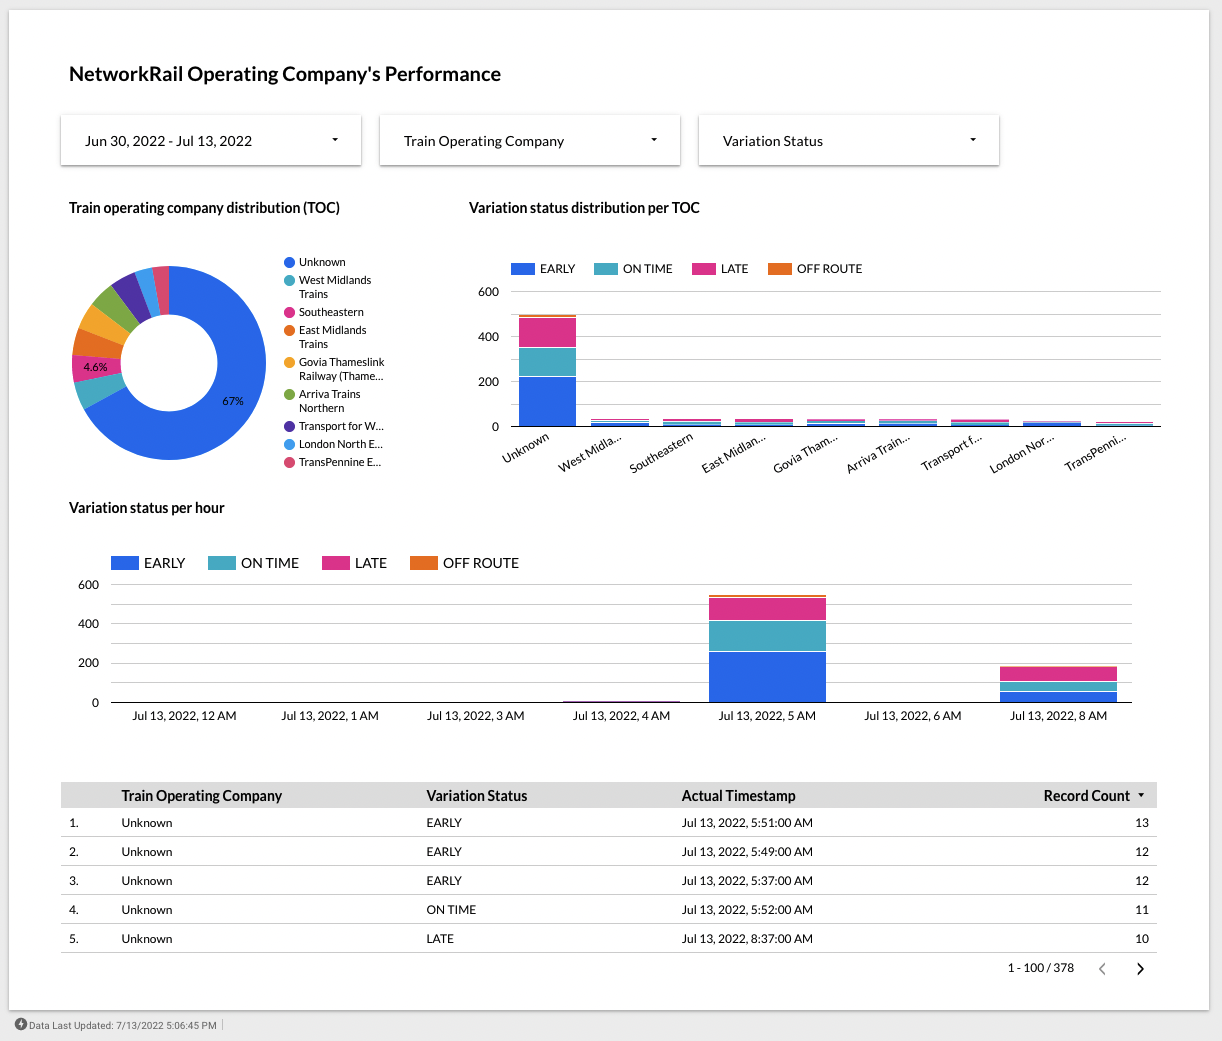 NetworkRail Operating Company's Performance
Jun 30, 2022 - Jul 13, 2022
Train Operating Company
Variation Status
Train operating company distribution (TOC)
4.6%
67%
Unknown
West Midlands
Trains
Southeastern
East Midlands
Trains
Govia Thameslink
Railway (Thame...
Arriva Trains
Northern
Transport for W...
London North E...
TransPennine E...
Variation status distribution per TOC
EARLY ON TIME LATE OFF ROUTE
600
400
200
0
Unknown West Midla... Southeastern East Midlan... Govia Tham... Arriva Train... Transport f... London Nor... TransPenni...
Variation status per hour
EARLY ON TIME LATE OFF ROUTE
600
400
200
0
Jul 13, 2022, 12 AM Jul 13, 2022, 1 AM Jul 13, 2022, 3 AM Jul 13, 2022, 4 AM Jul 13, 2022, 5 AM Jul 13, 2022, 6 AM Jul 13, 2022, 8 AM
Train Operating Company Variation Status Actual Timestamp Record Count
1. Unknown EARLY Jul 13, 2022, 5:51:00 AM 13
2. Unknown EARLY Jul 13, 2022, 5:49:00 AM 12
3. Unknown EARLY Jul 13, 2022, 5:37:00 AM 12
4. Unknown ON TIME Jul 13, 2022, 5:52:00 AM 11
5. Unknown LATE Jul 13, 2022, 8:37:00 AM 10
1 - 100 / 378
Data Last Updated: 7/13/2022 5:06:45 PM